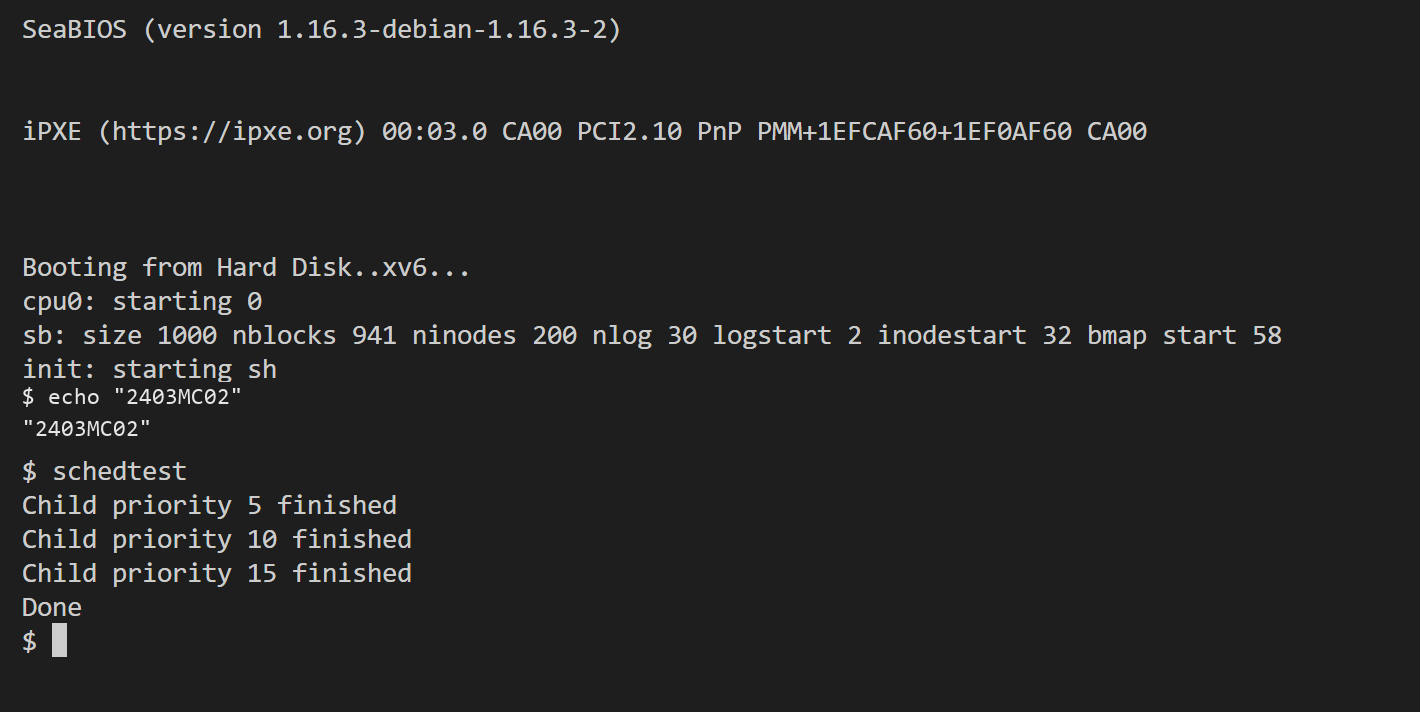 SeaBIOS (version 1.16.3-debian-1.16.3-2)
iPXE (https://ipxe.org) 00:03.0 CA00 PCI2.10 PnP PMM+1EFCAF60+1EF0AF60 CA00
Booting from Hard Disk..xv6...
cpu0: starting 0
sb: size 1000 nblocks 941 ninodes 200 nlog 30 logstart 2 inodestart 32 bmap start 58
init: starting sh
$ echo "2403MC02"
"2403MC02"
$ schedtest
Child priority 5 finished
Child priority 10 finished
Child priority 15 finished
Done
$